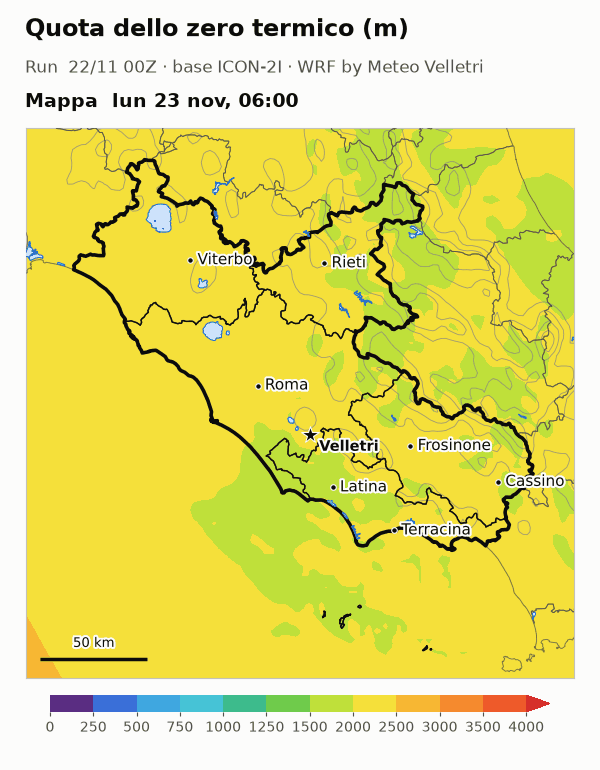 Quota dello zero termico (m)
Run  22/11 00Z · base ICON-2I · WRF by Meteo Velletri
Mappa  lun 23 nov, 06:00
Viterbo
Rieti
Roma
Velletri
Frosinone
Cassino
Latina
Terracina
50 km
0 250 500 750 1000 1250 1500 2000 2500 3000 3500 4000